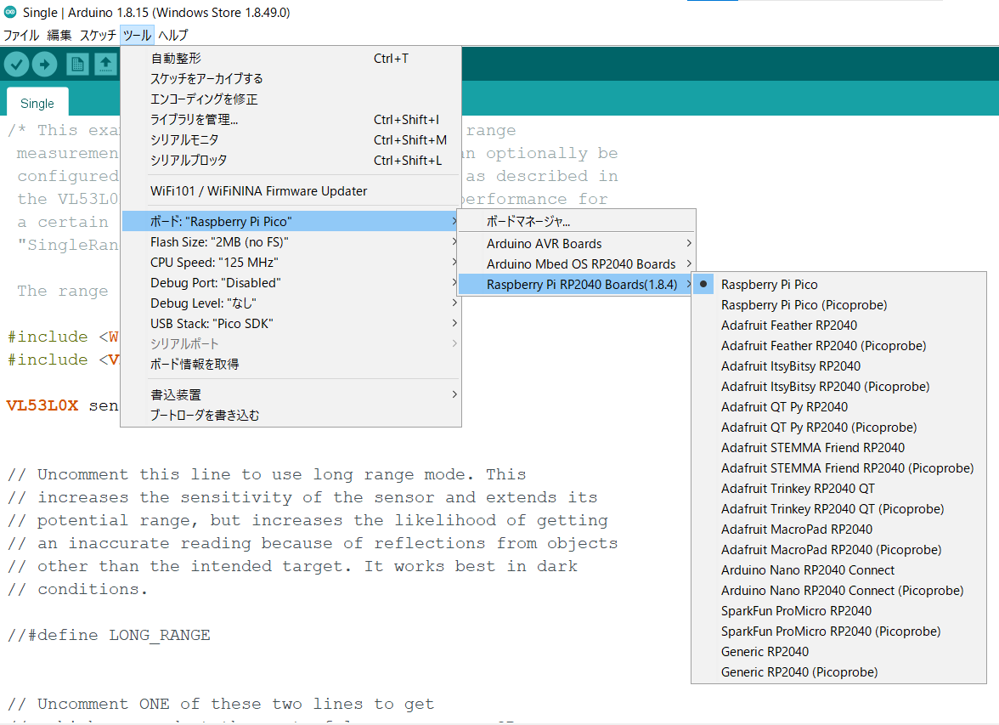 Single | Arduino 1.8.15 (Windows Store 1.8.49.0)
ファイル 編集 スケッチ ツール ヘルプ
Single
自動整形 Ctrl+T
スケッチをアーカイブする
エンコーディングを修正
ライブラリを管理... Ctrl+Shift+I
シリアルモニタ Ctrl+Shift+M
シリアルプロッタ Ctrl+Shift+L
WiFi101 / WiFiNINA Firmware Updater
ボード: "Raspberry Pi Pico"
Flash Size: "2MB (no FS)"
CPU Speed: "125 MHz"
Debug Port: "Disabled"
Debug Level: "なし"
USB Stack: "Pico SDK"
シリアルポート
ボード情報を取得
書込装置
ブートローダを書き込む
ボードマネージャ...
Arduino AVR Boards
Arduino Mbed OS RP2040 Boards
Raspberry Pi RP2040 Boards(1.8.4)
Raspberry Pi Pico
Raspberry Pi Pico (Picoprobe)
Adafruit Feather RP2040
Adafruit Feather RP2040 (Picoprobe)
Adafruit ItsyBitsy RP2040
Adafruit ItsyBitsy RP2040 (Picoprobe)
Adafruit QT Py RP2040
Adafruit QT Py RP2040 (Picoprobe)
Adafruit STEMMA Friend RP2040
Adafruit STEMMA Friend RP2040 (Picoprobe)
Adafruit Trinkey RP2040 QT
Adafruit Trinkey RP2040 QT (Picoprobe)
Adafruit MacroPad RP2040
Adafruit MacroPad RP2040 (Picoprobe)
Arduino Nano RP2040 Connect
Arduino Nano RP2040 Connect (Picoprobe)
SparkFun ProMicro RP2040
SparkFun ProMicro RP2040 (Picoprobe)
Generic RP2040
Generic RP2040 (Picoprobe)
/* This exa range
measuremen n optionally be
configured as described in
the VL53L0 performance for
a certain
"SingleRan
The range
#include <W
#include <V
VL53L0X sen
// Uncomment this line to use long range mode. This
// increases the sensitivity of the sensor and extends its
// potential range, but increases the likelihood of getting
// an inaccurate reading because of reflections from objects
// other than the intended target. It works best in dark
// conditions.
//#define LONG_RANGE
// Uncomment ONE of these two lines to get